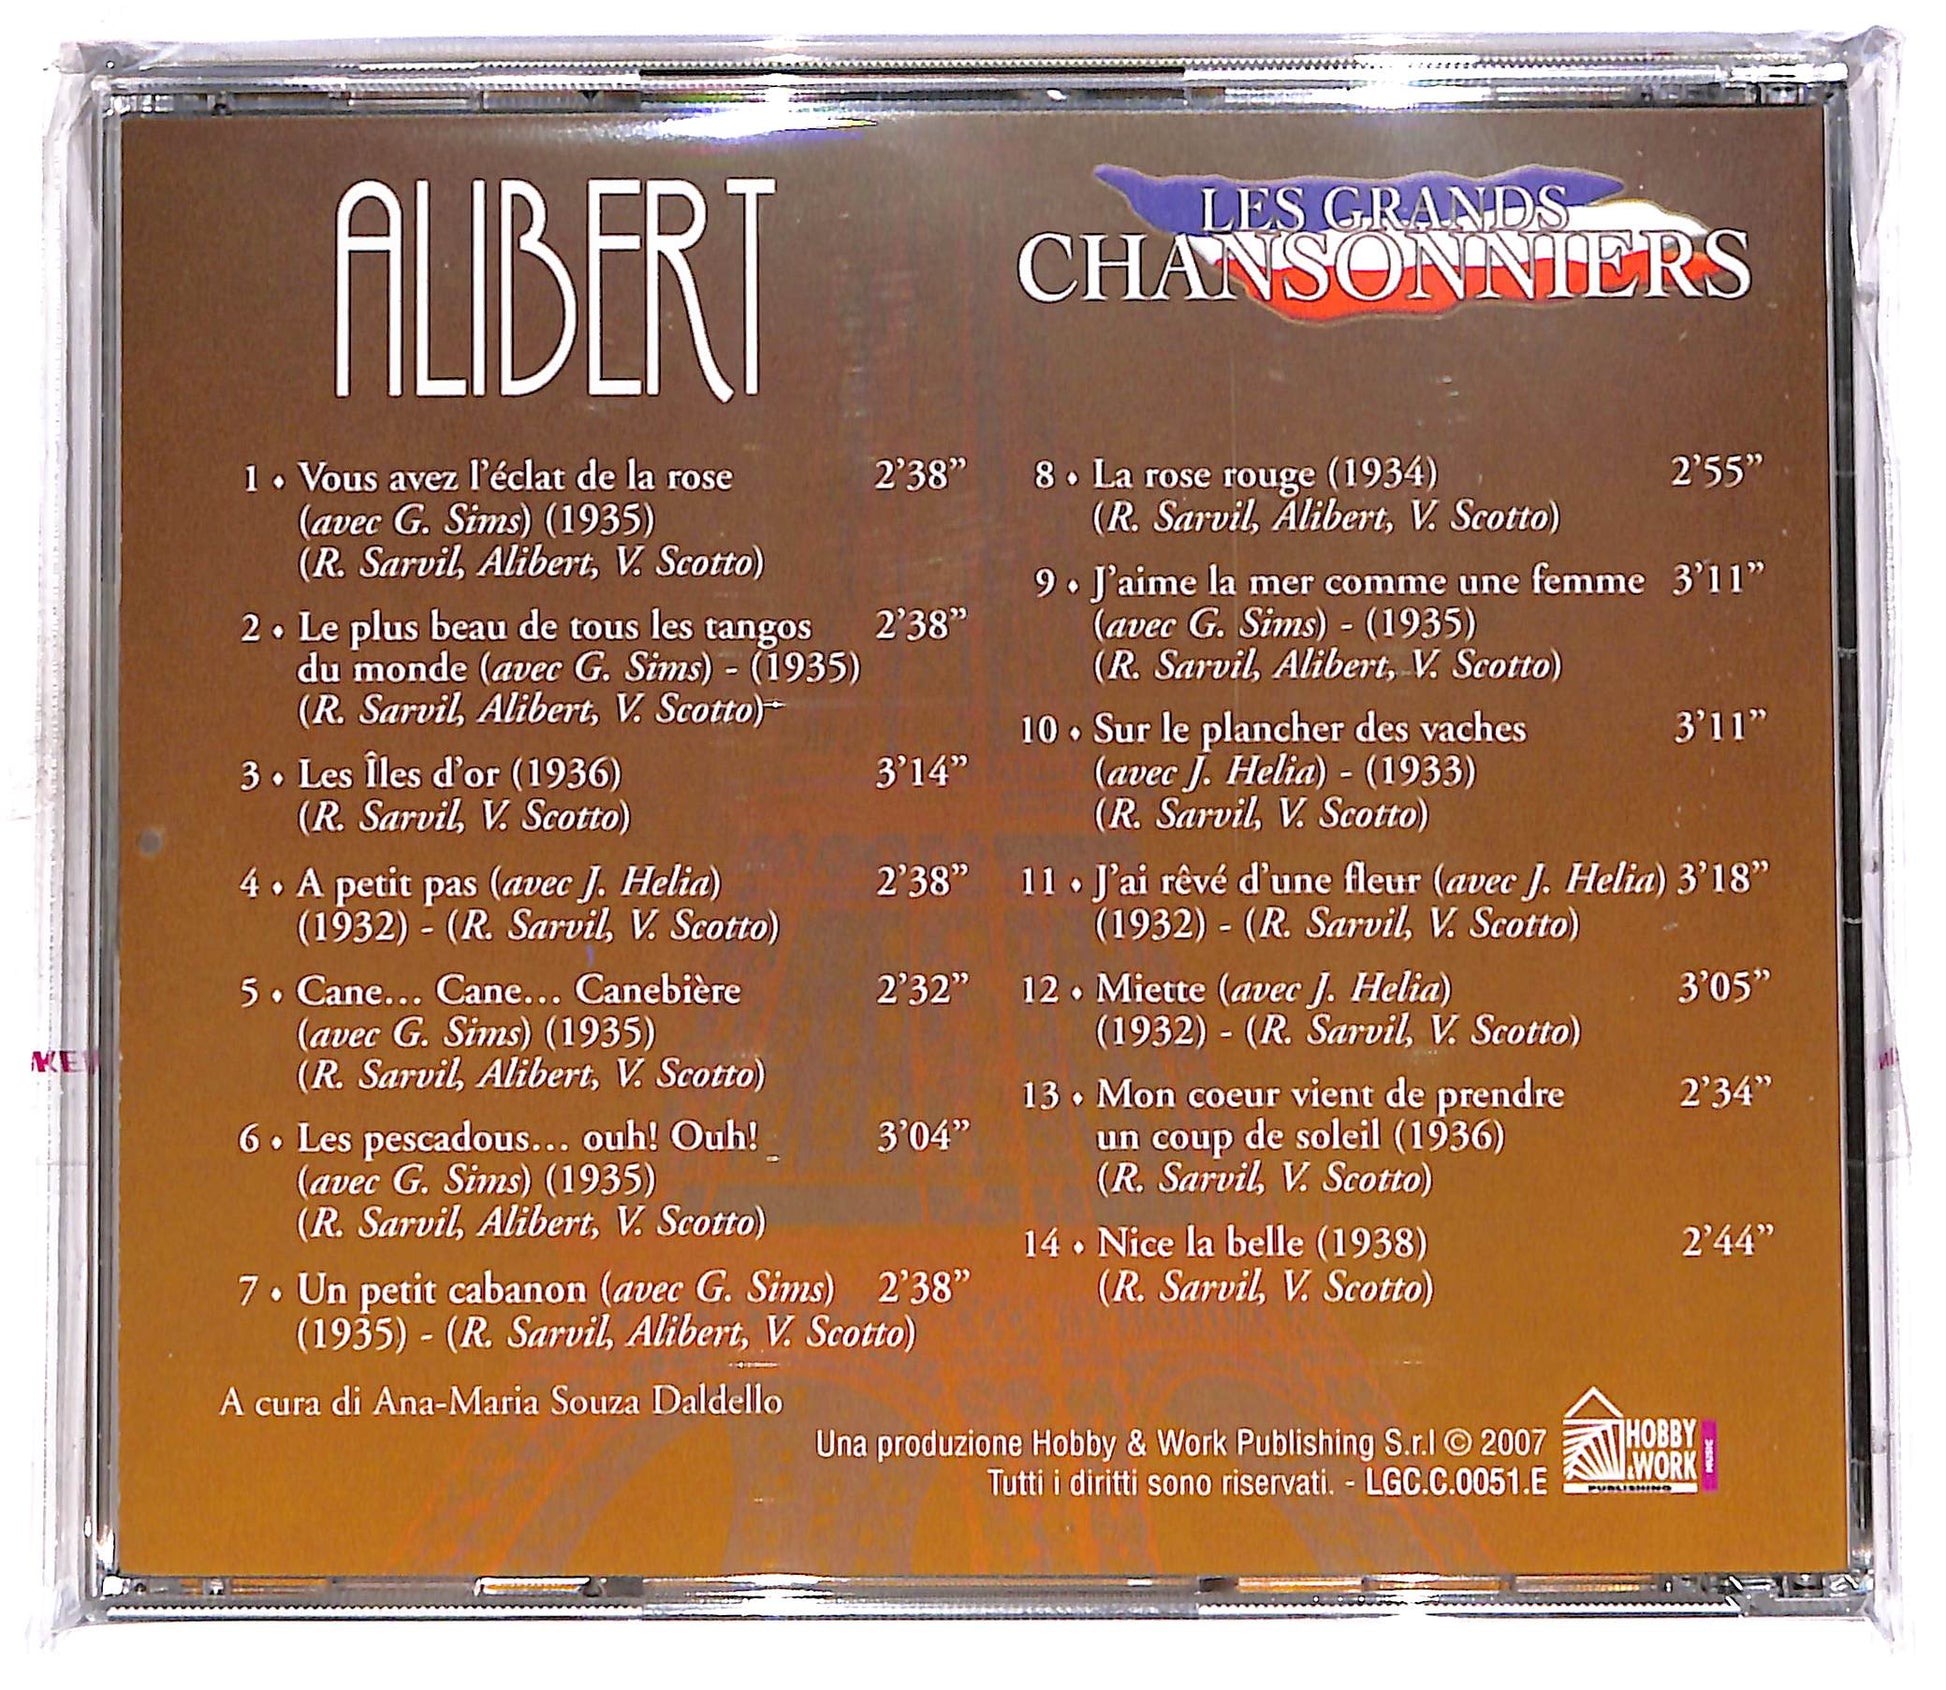 ALIBERT
LES GRANDS
CHANSONNIERS
1 ⬧ Vous avez l’éclat de la rose 2’38”
(avec G. Sims) (1935)
(R. Sarvil, Alibert, V. Scotto)
2 ⬧ Le plus beau de tous les tangos 2’38”
du monde (avec G. Sims) - (1935)
(R. Sarvil, Alibert, V. Scotto)
3 ⬧ Les Îles d’or (1936) 3’14”
(R. Sarvil, V. Scotto)
4 ⬧ A petit pas (avec J. Helia) 2’38”
(1932) - (R. Sarvil, V. Scotto)
5 ⬧ Cane... Cane... Canebière 2’32”
(avec G. Sims) (1935)
(R. Sarvil, Alibert, V. Scotto)
6 ⬧ Les pescadous... ouh! Ouh! 3’04”
(avec G. Sims) (1935)
(R. Sarvil, Alibert, V. Scotto)
7 ⬧ Un petit cabanon (avec G. Sims) 2’38”
(1935) - (R. Sarvil, Alibert, V. Scotto)
8 ⬧ La rose rouge (1934) 2’55”
(R. Sarvil, Alibert, V. Scotto)
9 ⬧ J’aime la mer comme une femme 3’11”
(avec G. Sims) - (1935)
(R. Sarvil, Alibert, V. Scotto)
10 ⬧ Sur le plancher des vaches 3’11”
(avec J. Helia) - (1933)
(R. Sarvil, V. Scotto)
11 ⬧ J’ai rêvé d’une fleur (avec J. Helia) 3’18”
(1932) - (R. Sarvil, V. Scotto)
12 ⬧ Miette (avec J. Helia) 3’05”
(1932) - (R. Sarvil, V. Scotto)
13 ⬧ Mon coeur vient de prendre 2’34”
un coup de soleil (1936)
(R. Sarvil, V. Scotto)
14 ⬧ Nice la belle (1938) 2’44”
(R. Sarvil, V. Scotto)
A cura di Ana-Maria Souza Daldello
Una produzione Hobby & Work Publishing S.r.l © 2007
Tutti i diritti sono riservati. - LGC.C.0051.E
HOBBY
& WORK
PUBLISHING
MUSIC